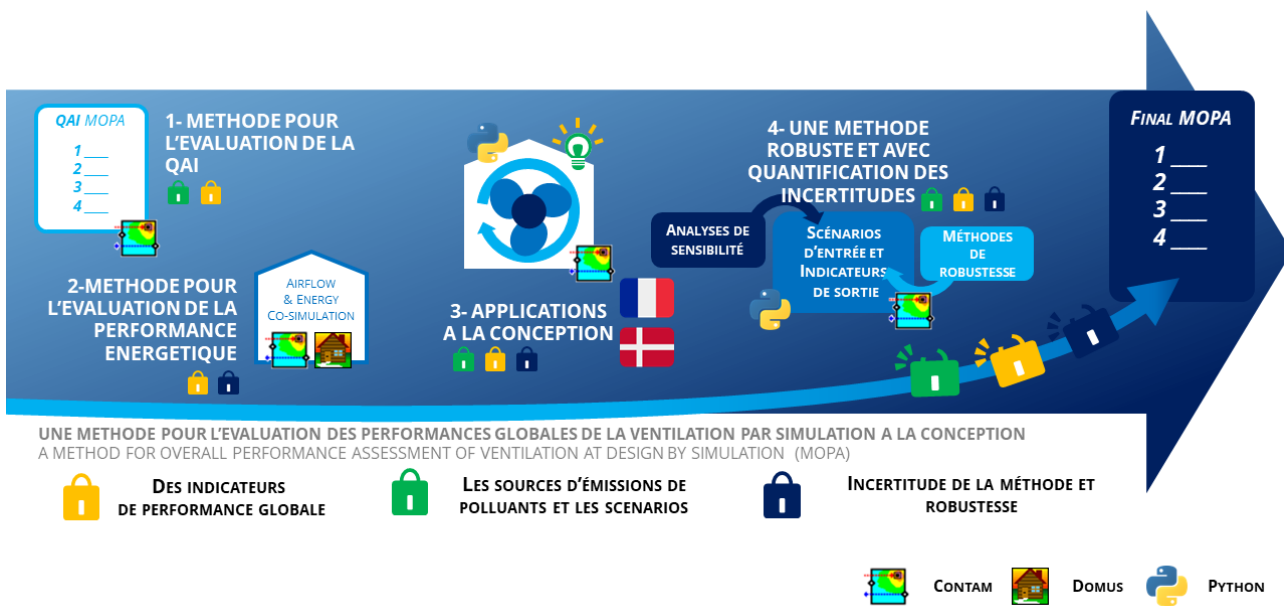 QAI MOPA
1 ___
2 ___
3 ___
4 ___
1- METHODE POUR
L'EVALUATION DE LA
QAI
2-METHODE POUR
L'EVALUATION DE LA
PERFORMANCE
ENERGETIQUE
AIRFLOW
& ENERGY
CO-SIMULATION
3- APPLICATIONS
A LA CONCEPTION
4- UNE METHODE
ROBUSTE ET AVEC
QUANTIFICATION DES
INCERTITUDES
ANALYSES DE
SENSIBILITÉ
SCÉNARIOS
D'ENTRÉE ET
INDICATEURS
DE SORTIE
MÉTHODES
DE
ROBUSTESSE
FINAL MOPA
1 ___
2 ___
3 ___
4 ___
UNE METHODE POUR L'EVALUATION DES PERFORMANCES GLOBALES DE LA VENTILATION PAR SIMULATION A LA CONCEPTION
A METHOD FOR OVERALL PERFORMANCE ASSESSMENT OF VENTILATION AT DESIGN BY SIMULATION (MOPA)
DES INDICATEURS
DE PERFORMANCE GLOBALE
LES SOURCES D'ÉMISSIONS DE
POLLUANTS ET LES SCENARIOS
INCERTITUDE DE LA MÉTHODE ET
ROBUSTESSE
CONTAM
DOMUS
PYTHON